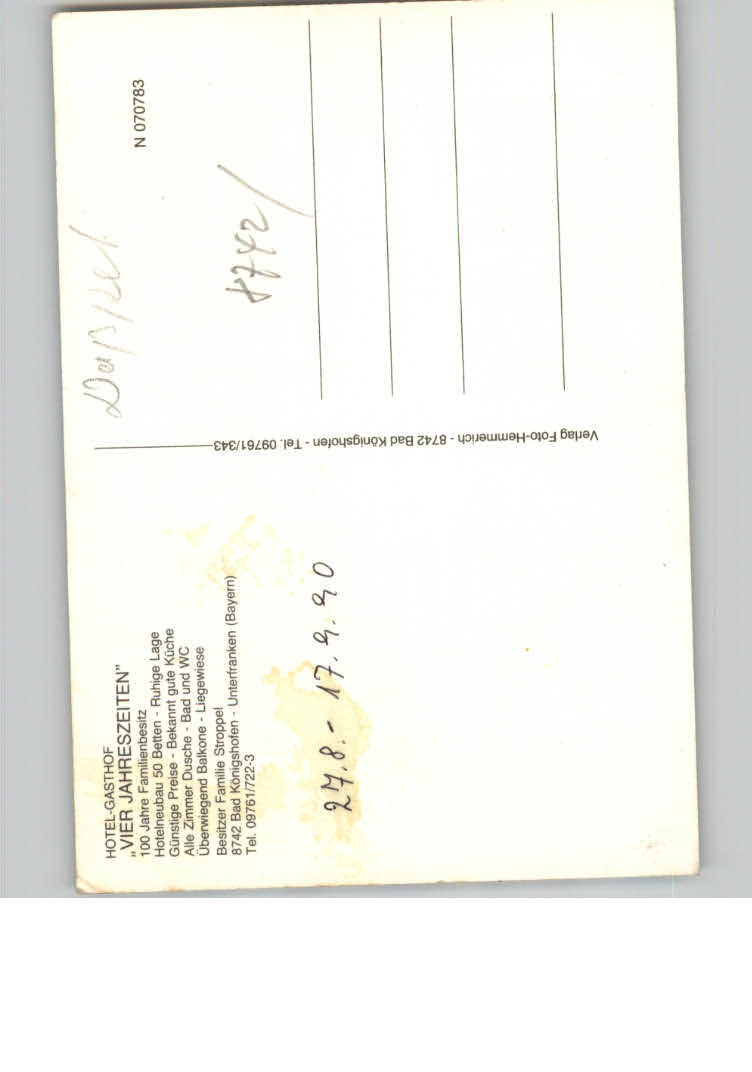 HOTEL-GASTHOF
„VIER JAHRESZEITEN”
100 Jahre Familienbesitz
Hotelneubau 50 Betten - Ruhige Lage
Günstige Preise - Bekannt gute Küche
Alle Zimmer Dusche - Bad und WC
Überwiegend Balkone - Liegewiese
Besitzer Familie Stroppel
8742 Bad Königshofen - Unterfranken (Bayern)
Tel. 09761/722-3
27.8.- 17.9.90
Verlag Foto-Hemmerich - 8742 Bad Königshofen - Tel. 09761/343
Doppel.
N 070783
8742/